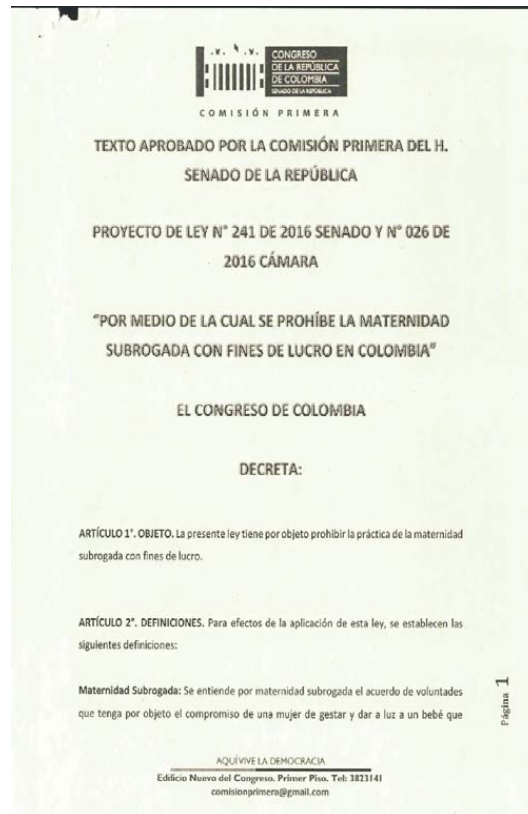 CONGRESO
DE LA REPÚBLICA
DE COLOMBIA
SENADO DE LA REPÚBLICA
COMISIÓN PRIMERA
TEXTO APROBADO POR LA COMISIÓN PRIMERA DEL H.
SENADO DE LA REPÚBLICA
PROYECTO DE LEY N° 241 DE 2016 SENADO Y N° 026 DE
2016 CÁMARA
"POR MEDIO DE LA CUAL SE PROHÍBE LA MATERNIDAD
SUBROGADA CON FINES DE LUCRO EN COLOMBIA"
EL CONGRESO DE COLOMBIA
DECRETA:
ARTÍCULO 1°. OBJETO. La presente ley tiene por objeto prohibir la práctica de la maternidad
subrogada con fines de lucro.
ARTÍCULO 2°. DEFINICIONES. Para efectos de la aplicación de esta ley, se establecen las
siguientes definiciones:
Maternidad Subrogada: Se entiende por maternidad subrogada el acuerdo de voluntades
que tenga por objeto el compromiso de una mujer de gestar y dar a luz a un bebé que
Página 1
AQUÍ VIVE LA DEMOCRACIA
Edificio Nuevo del Congreso. Primer Piso. Tel: 3823141
comisionprimera@gmail.com